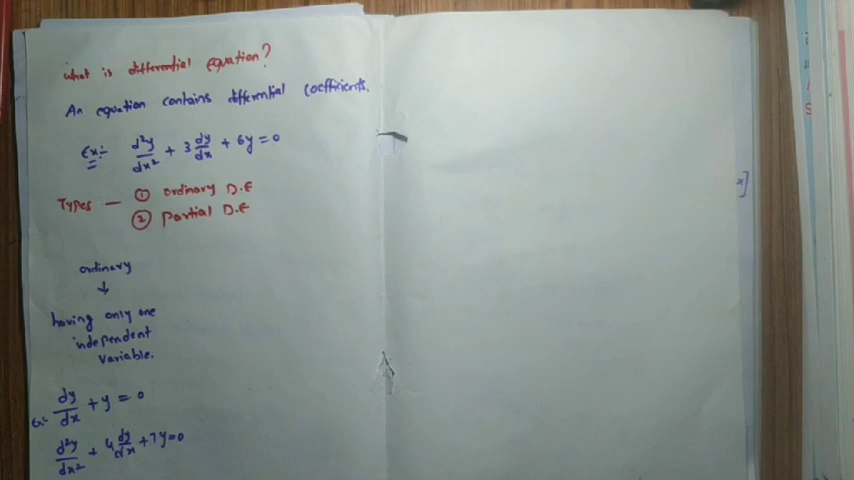 What is differential equation?
An equation contains differential coefficients.
Ex:- d²y/dx² + 3 dy/dx + 6y = 0
Types — ① ordinary D.E
② partial D.E
ordinary
↓
having only one
independent
variable.
Ex:- dy/dx + y = 0
d²y/dx² + 4 dy/dx + 7y = 0
x]